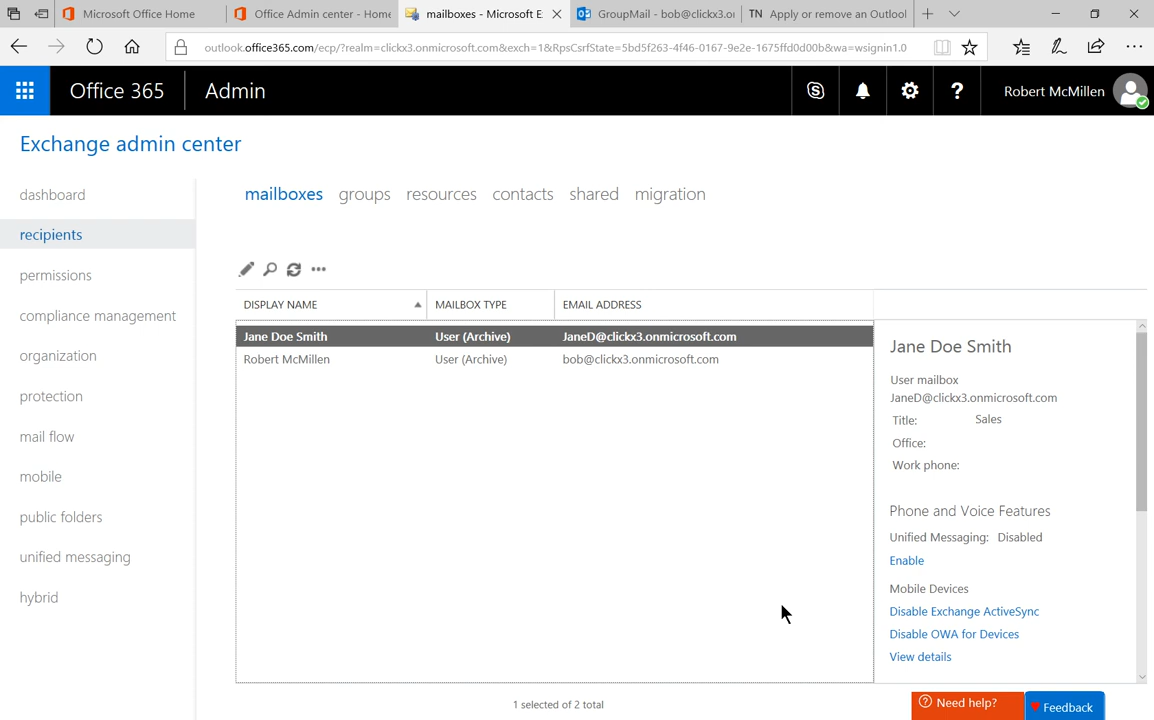 Microsoft Office Home
Office Admin center - Home
mailboxes - Microsoft E
GroupMail - bob@clickx3.or
TN Apply or remove an Outlool
outlook.office365.com/ecp/?realm=clickx3.onmicrosoft.com&exch=1&RpsCsrfState=5bd5f263-4f46-0167-9e2e-1675ffd0d00b&wa=wsignin1.0
Office 365
Admin
Robert McMillen
Exchange admin center
dashboard
recipients
permissions
compliance management
organization
protection
mail flow
mobile
public folders
unified messaging
hybrid
mailboxes groups resources contacts shared migration
DISPLAY NAME MAILBOX TYPE EMAIL ADDRESS
Jane Doe Smith User (Archive) JaneD@clickx3.onmicrosoft.com
Robert McMillen User (Archive) bob@clickx3.onmicrosoft.com
1 selected of 2 total
Jane Doe Smith
User mailbox
JaneD@clickx3.onmicrosoft.com
Title: Sales
Office:
Work phone:
Phone and Voice Features
Unified Messaging: Disabled
Enable
Mobile Devices
Disable Exchange ActiveSync
Disable OWA for Devices
View details
Need help?
Feedback